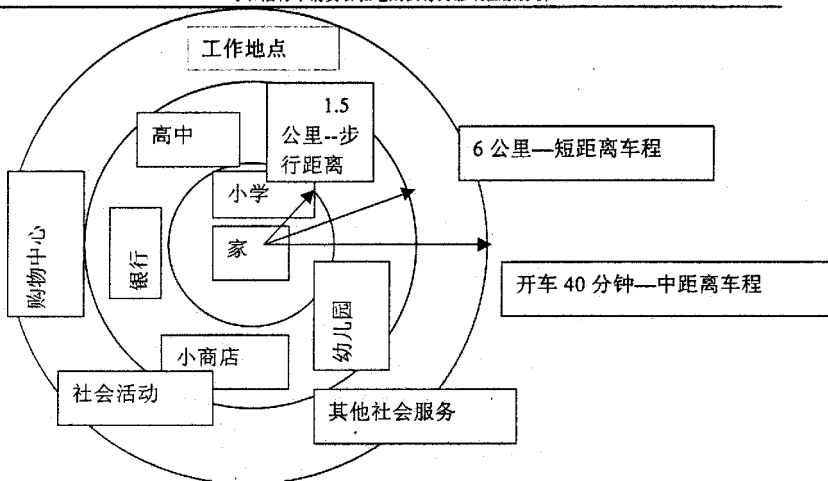 工作地点
1.5
公里--步
行距离
高中
6 公里—短距离车程
小学
购物中心
银行
家
开车 40 分钟—中距离车程
幼儿园
小商店
社会活动
其他社会服务